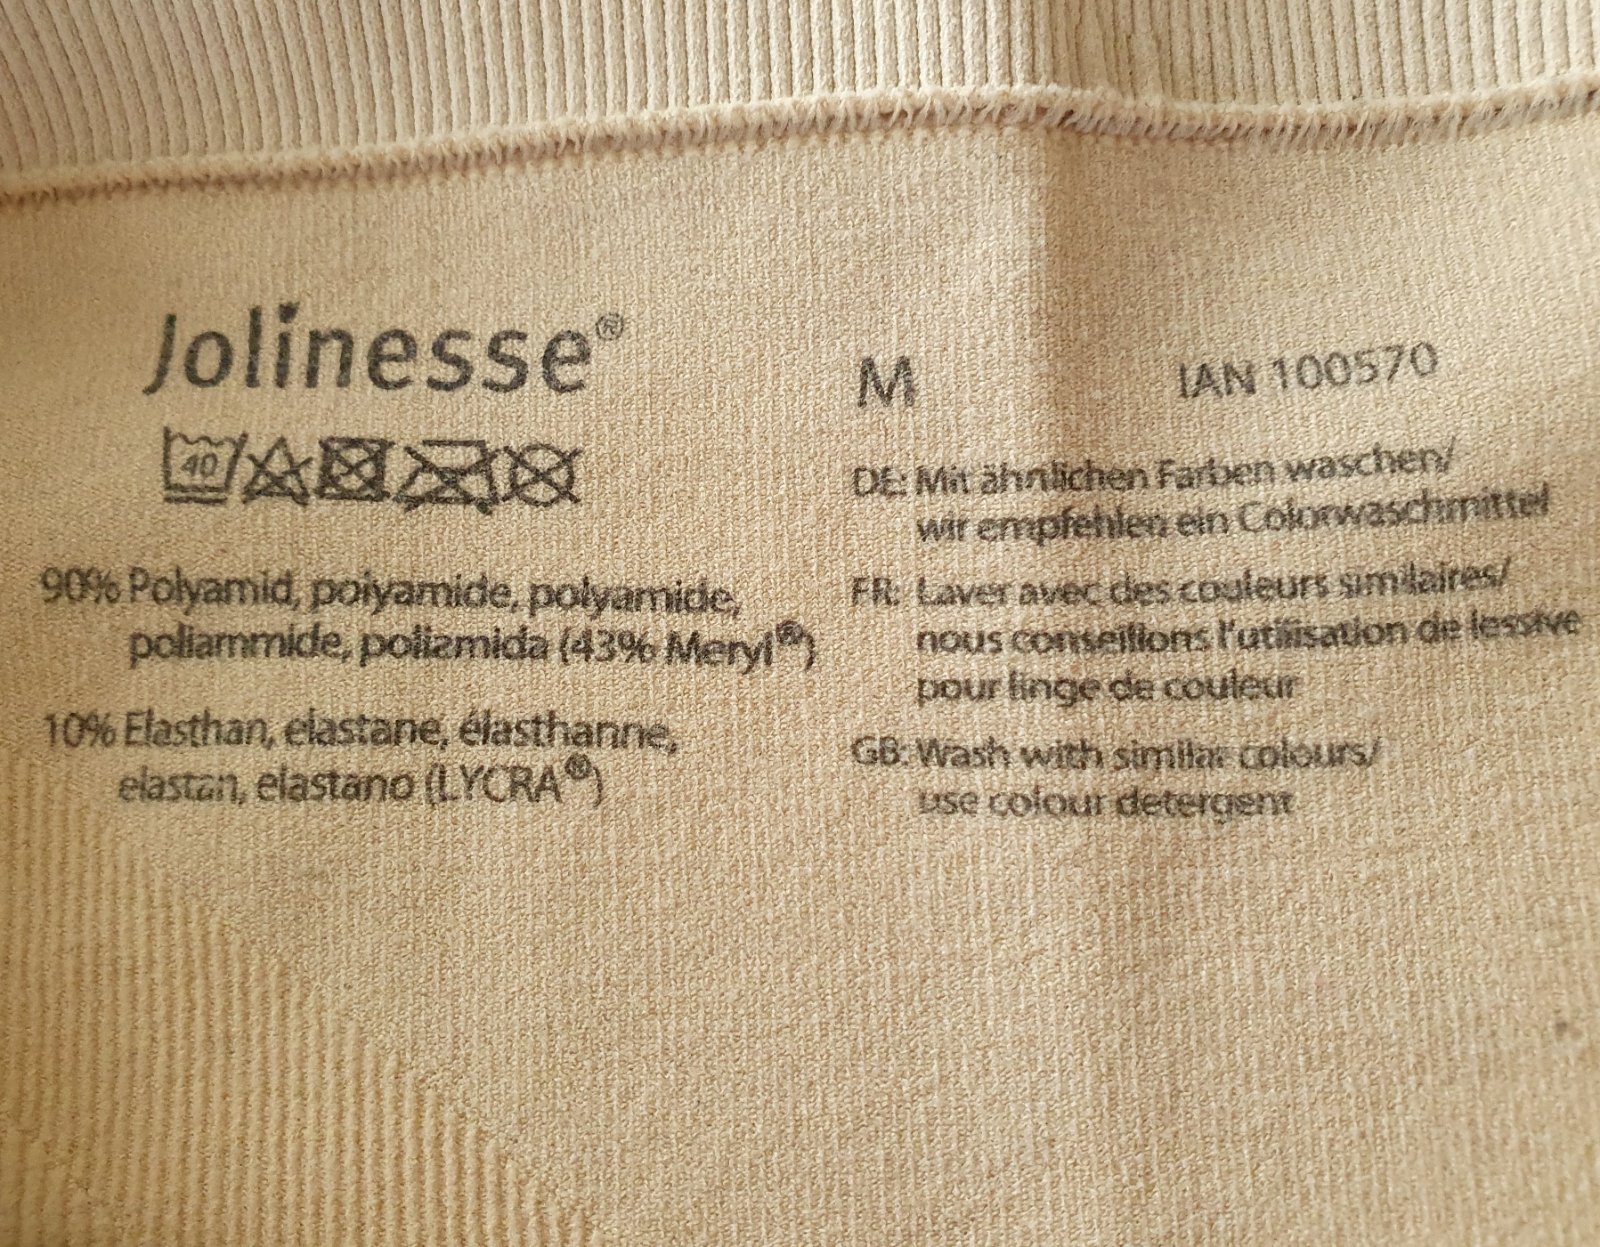 Jolinesse®
M
IAN 100570
40
90% Polyamid, polyamide, polyamide,
poliammide, poliamida (43% Meryl®)
10% Elasthan, elastane, élasthanne,
elastan, elastano (LYCRA®)
DE: Mit ähnlichen Farben waschen/
wir empfehlen ein Colorwaschmittel
FR: Laver avec des couleurs similaires/
nous conseillons l'utilisation de lessive
pour linge de couleur
GB: Wash with similar colours/
use colour detergent